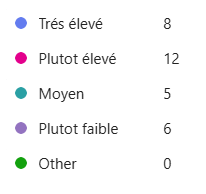 Trés élevé 8
Plutot élevé 12
Moyen 5
Plutot faible 6
Other 0